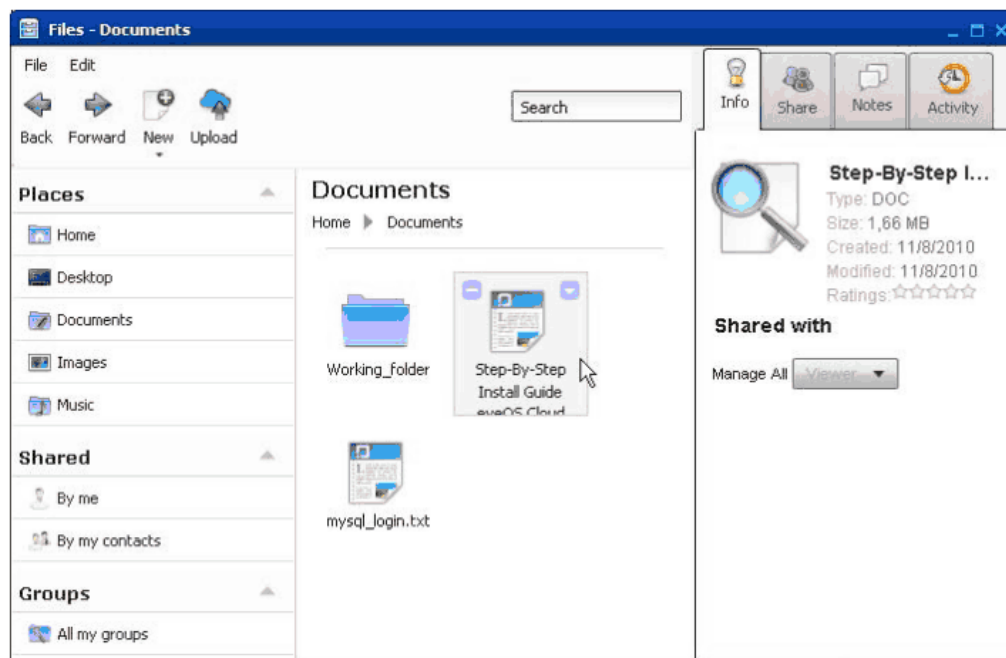 Files - Documents
File Edit
Back Forward New Upload
Search
Info Share Notes Activity
Places
Home
Desktop
Documents
Images
Music
Shared
By me
By my contacts
Groups
All my groups
Documents
Home Documents
Working_folder
Step-By-Step
Install Guide
eyeOS Cloud
mysql_login.txt
Step-By-Step I...
Type: DOC
Size: 1,66 MB
Created: 11/8/2010
Modified: 11/8/2010
Ratings:
Shared with
Manage All Viewer